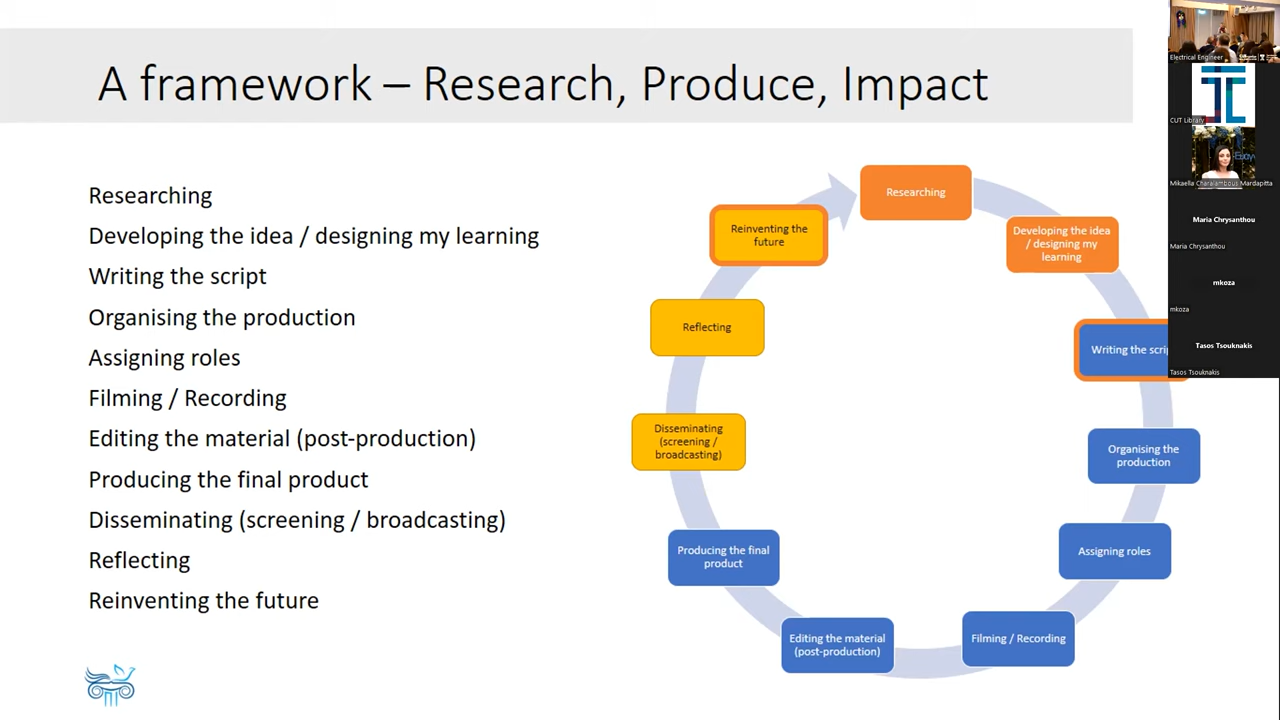 A framework – Research, Produce, Impact
Researching
Developing the idea / designing my learning
Writing the script
Organising the production
Assigning roles
Filming / Recording
Editing the material (post-production)
Producing the final product
Disseminating (screening / broadcasting)
Reflecting
Reinventing the future
Researching
Developing the idea
/ designing my
learning
Writing the scrip
Organising the
production
Assigning roles
Filming / Recording
Editing the material
(post-production)
Producing the final
product
Disseminating
(screening /
broadcasting)
Reflecting
Reinventing the
future
Electrical Engineer
CUT Library
Mikaella Charalambous Mardapitta
Maria Chrysanthou
Maria Chrysanthou
mkoza
mkoza
Tasos Tsouknakis
Tasos Tsouknakis